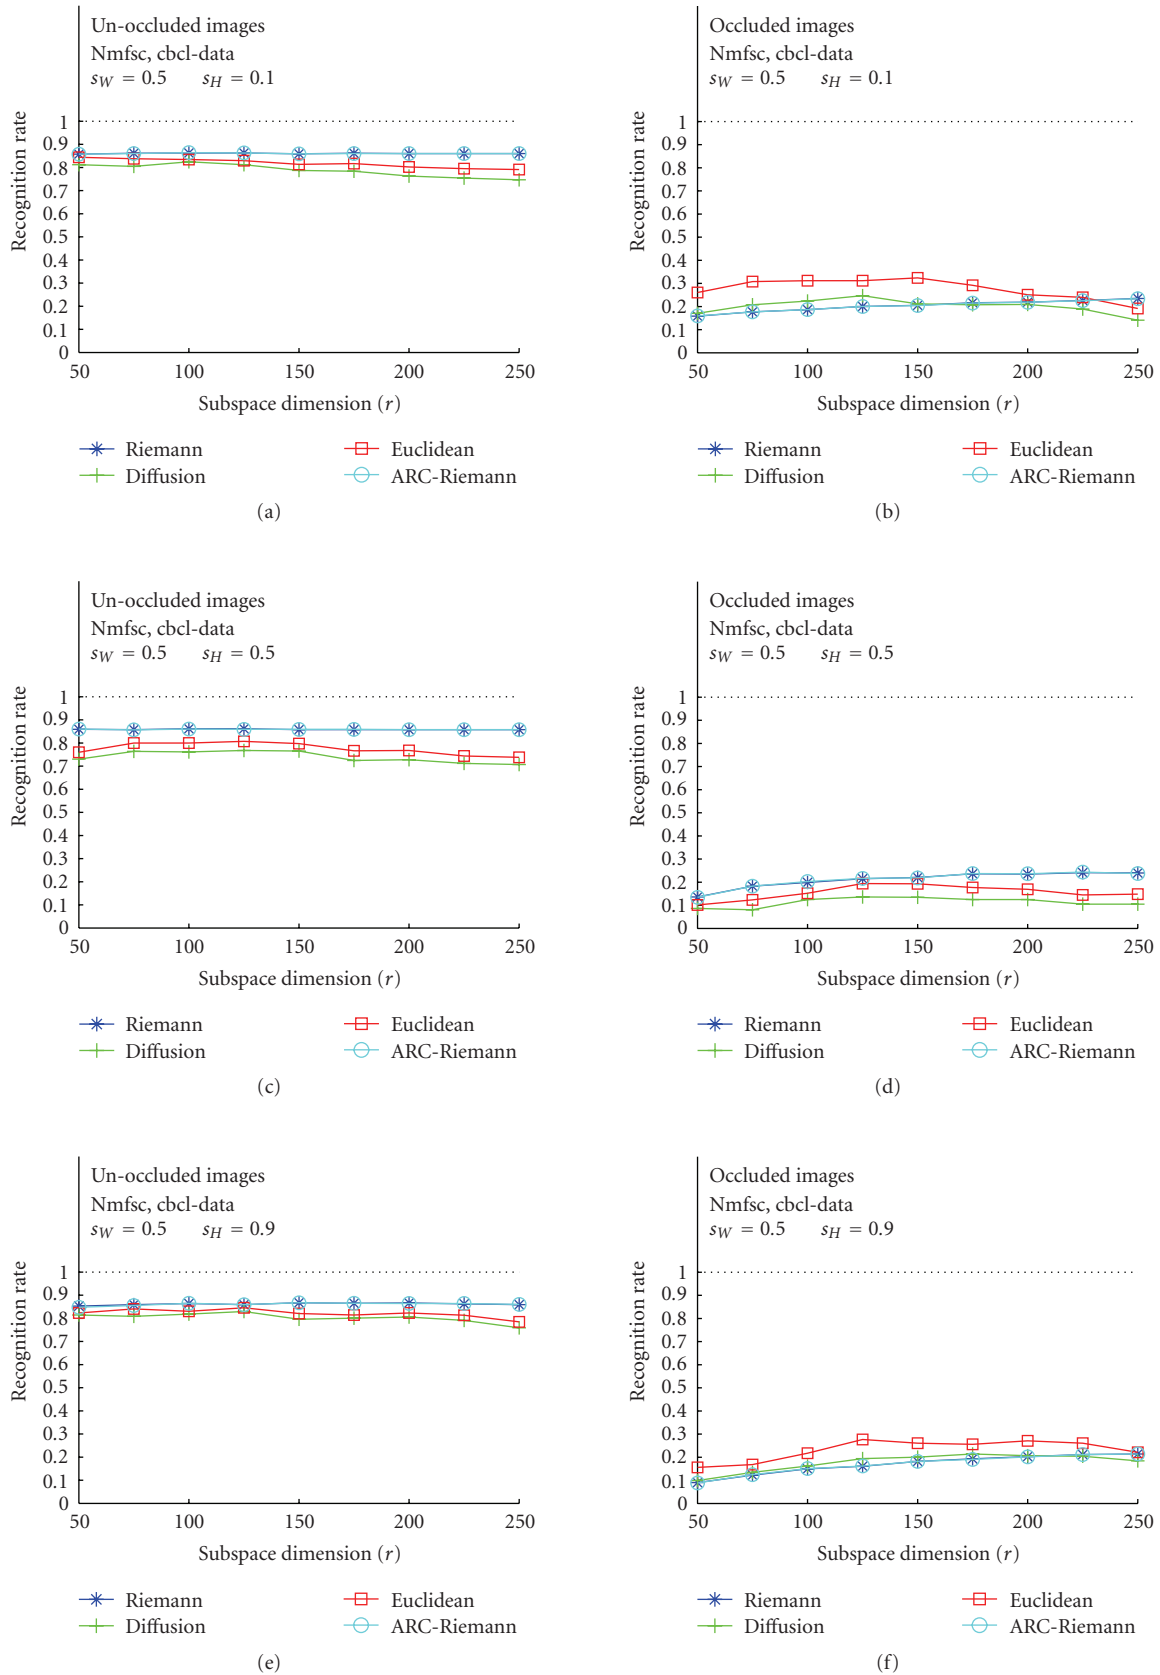 Un-occluded images
Nmfsc, cbcl-data
s_W = 0.5 s_H = 0.1
Recognition rate
1
0.9
0.8
0.7
0.6
0.5
0.4
0.3
0.2
0.1
0
50 100 150 200 250
Subspace dimension (r)
Riemann Euclidean
Diffusion ARC-Riemann
(a)
Occluded images
Nmfsc, cbcl-data
s_W = 0.5 s_H = 0.1
Recognition rate
1
0.9
0.8
0.7
0.6
0.5
0.4
0.3
0.2
0.1
0
50 100 150 200 250
Subspace dimension (r)
Riemann Euclidean
Diffusion ARC-Riemann
(b)
Un-occluded images
Nmfsc, cbcl-data
s_W = 0.5 s_H = 0.5
Recognition rate
1
0.9
0.8
0.7
0.6
0.5
0.4
0.3
0.2
0.1
0
50 100 150 200 250
Subspace dimension (r)
Riemann Euclidean
Diffusion ARC-Riemann
(c)
Occluded images
Nmfsc, cbcl-data
s_W = 0.5 s_H = 0.5
Recognition rate
1
0.9
0.8
0.7
0.6
0.5
0.4
0.3
0.2
0.1
0
50 100 150 200 250
Subspace dimension (r)
Riemann Euclidean
Diffusion ARC-Riemann
(d)
Un-occluded images
Nmfsc, cbcl-data
s_W = 0.5 s_H = 0.9
Recognition rate
1
0.9
0.8
0.7
0.6
0.5
0.4
0.3
0.2
0.1
0
50 100 150 200 250
Subspace dimension (r)
Riemann Euclidean
Diffusion ARC-Riemann
(e)
Occluded images
Nmfsc, cbcl-data
s_W = 0.5 s_H = 0.9
Recognition rate
1
0.9
0.8
0.7
0.6
0.5
0.4
0.3
0.2
0.1
0
50 100 150 200 250
Subspace dimension (r)
Riemann Euclidean
Diffusion ARC-Riemann
(f)